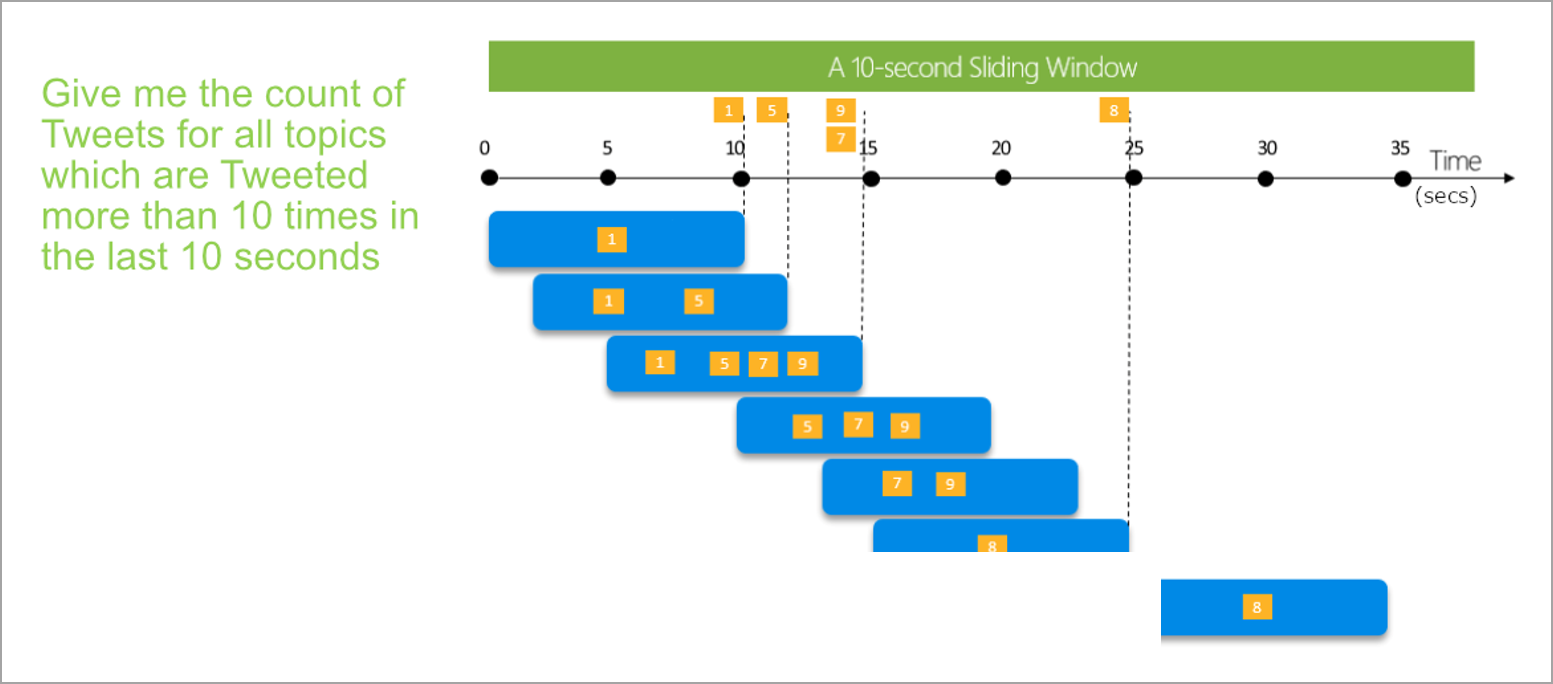 Give me the count of
Tweets for all topics
which are Tweeted
more than 10 times in
the last 10 seconds
A 10-second Sliding Window
1 5 9 8
7
0 5 10 15 20 25 30 35 Time
(secs)
1
1 5
1 5 7 9
5 7 9
7 9
8
8